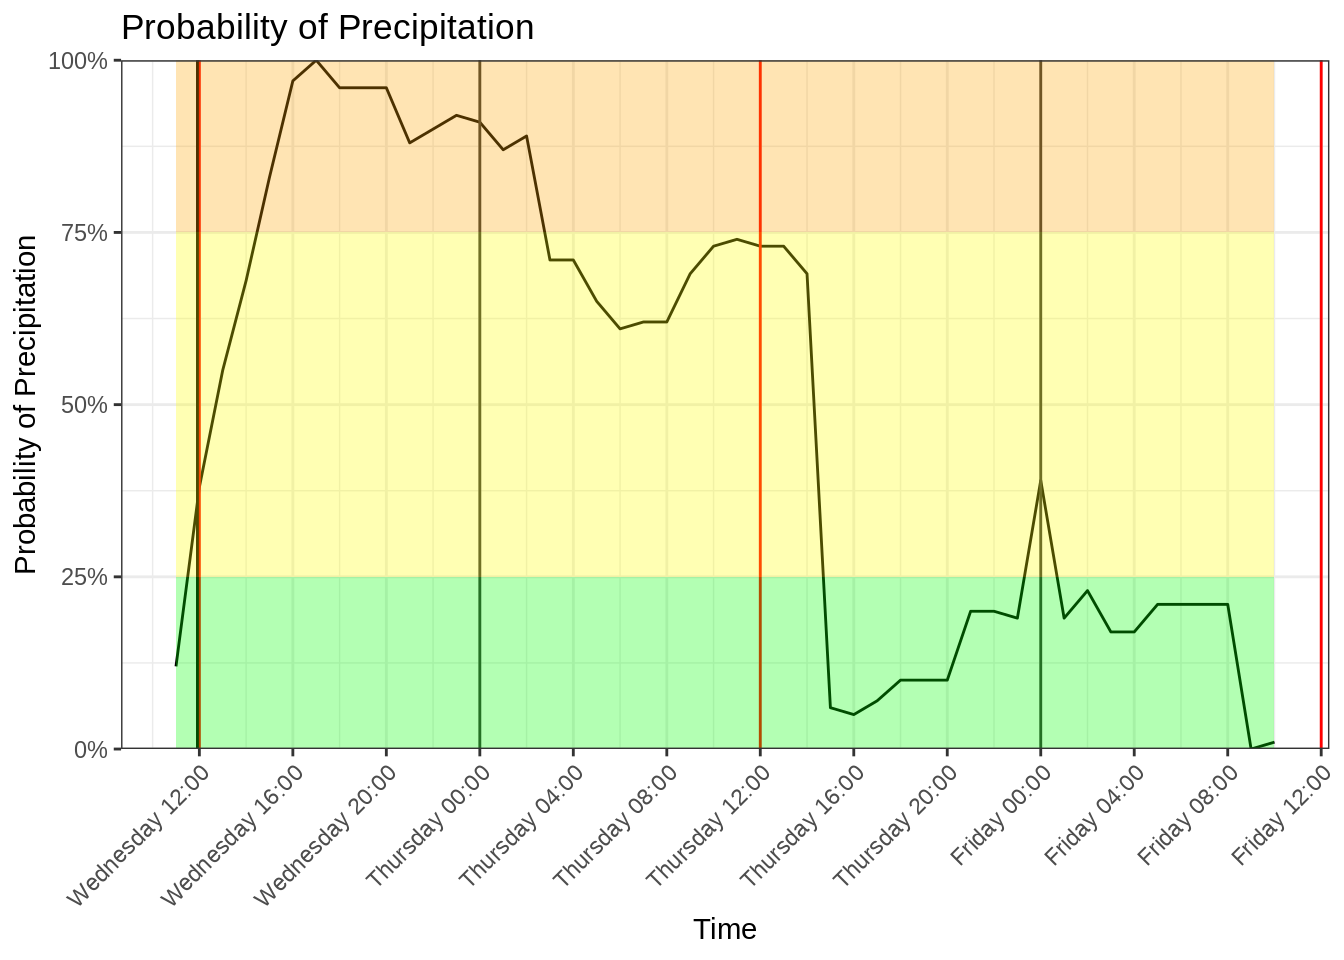 Probability of Precipitation
100%
75%
50%
25%
0%
Probability of Precipitation
Wednesday 12:00
Wednesday 16:00
Wednesday 20:00
Thursday 00:00
Thursday 04:00
Thursday 08:00
Thursday 12:00
Thursday 16:00
Thursday 20:00
Friday 00:00
Friday 04:00
Friday 08:00
Friday 12:00
Time